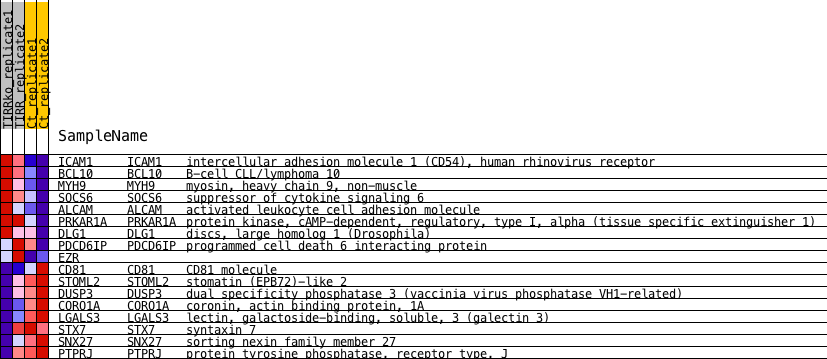 TIRRko_replicate1
TIRR_replicate2
Ct_replicate1
Ct_replicate2
SampleName
ICAM1 ICAM1 intercellular adhesion molecule 1 (CD54), human rhinovirus receptor
BCL10 BCL10 B-cell CLL/lymphoma 10
MYH9 MYH9 myosin, heavy chain 9, non-muscle
SOCS6 SOCS6 suppressor of cytokine signaling 6
ALCAM ALCAM activated leukocyte cell adhesion molecule
PRKAR1A PRKAR1A protein kinase, cAMP-dependent, regulatory, type I, alpha (tissue specific extinguisher 1)
DLG1 DLG1 discs, large homolog 1 (Drosophila)
PDCD6IP PDCD6IP programmed cell death 6 interacting protein
EZR
CD81 CD81 CD81 molecule
STOML2 STOML2 stomatin (EPB72)-like 2
DUSP3 DUSP3 dual specificity phosphatase 3 (vaccinia virus phosphatase VH1-related)
CORO1A CORO1A coronin, actin binding protein, 1A
LGALS3 LGALS3 lectin, galactoside-binding, soluble, 3 (galectin 3)
STX7 STX7 syntaxin 7
SNX27 SNX27 sorting nexin family member 27
PTPRJ PTPRJ protein tyrosine phosphatase, receptor type, J